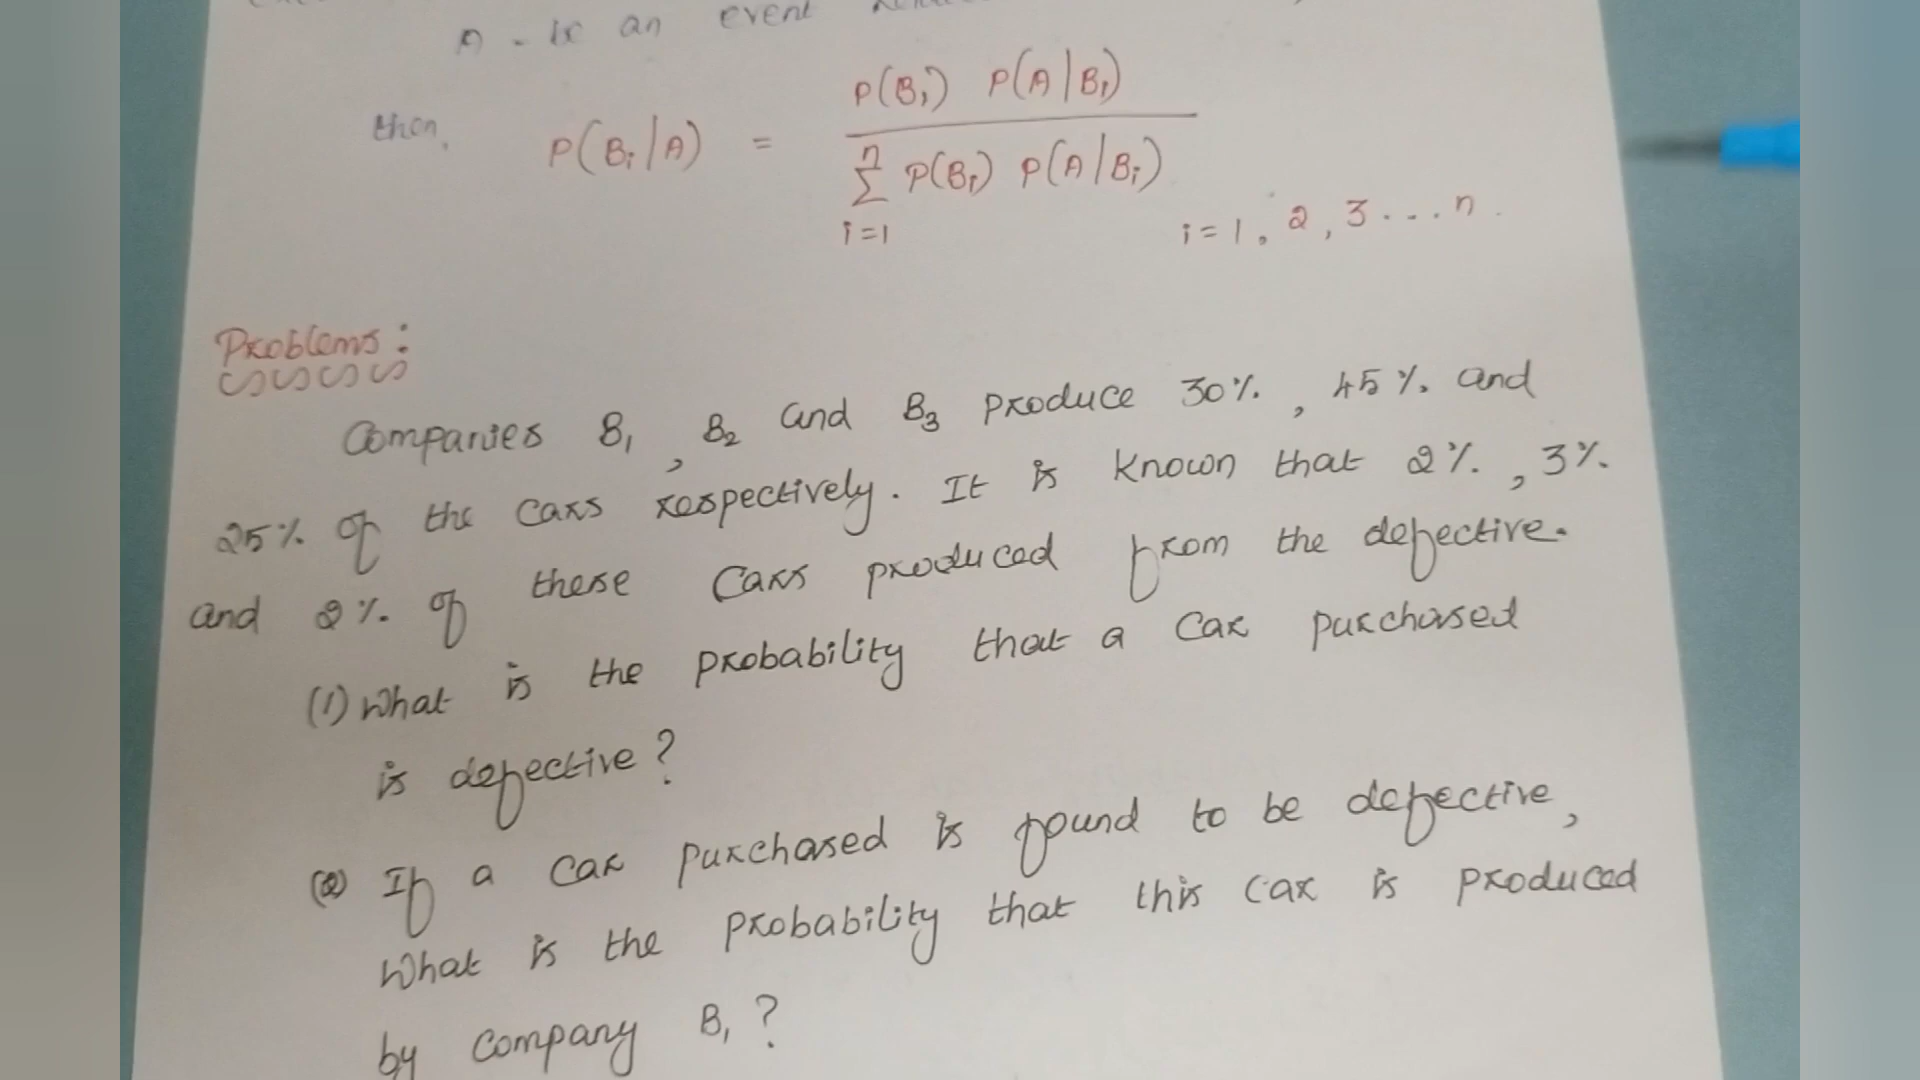 A - is an event
then, P(Bi/A) = P(Bi) P(A/Bi) / n Σ i=1 P(Bi) P(A/Bi)
i = 1, 2, 3 ... n.
Problems:
Companies B1, B2 and B3 produce 30%, 45% and
25% of the cars respectively. It is known that 2%, 3%
and 2% of these cars produced from the defective.
(1) What is the probability that a car purchased
is defective?
(2) If a car purchased is found to be defective,
What is the probability that this car is produced
by company B1?